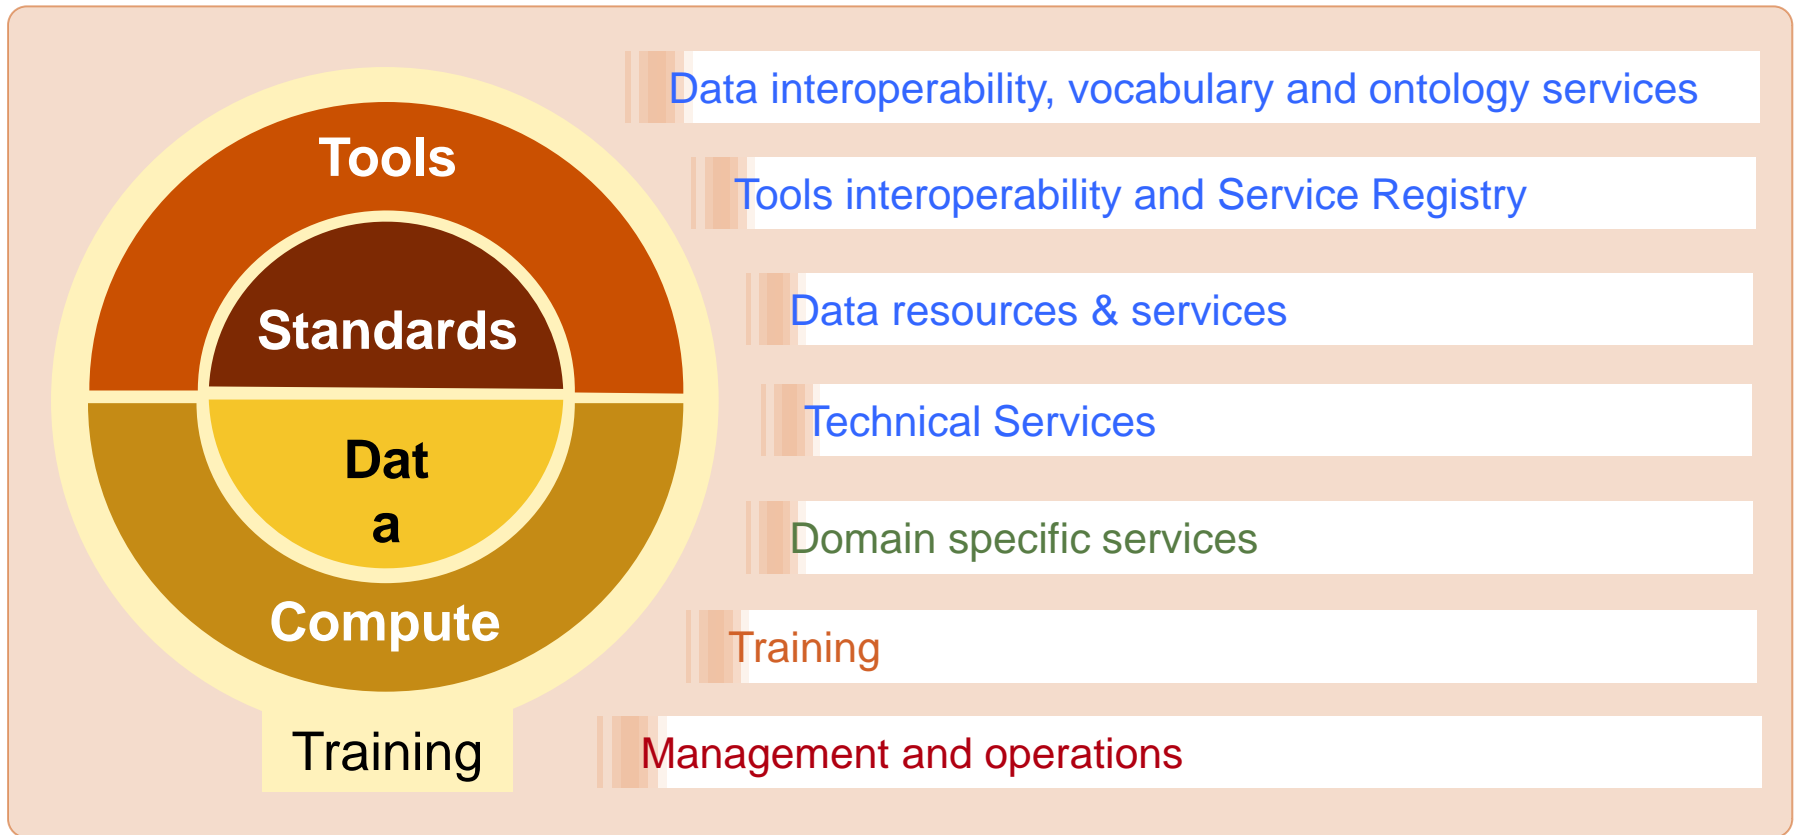 Tools
Standards
Dat
a
Compute
Training
Data interoperability, vocabulary and ontology services
Tools interoperability and Service Registry
Data resources & services
Technical Services
Domain specific services
Training
Management and operations